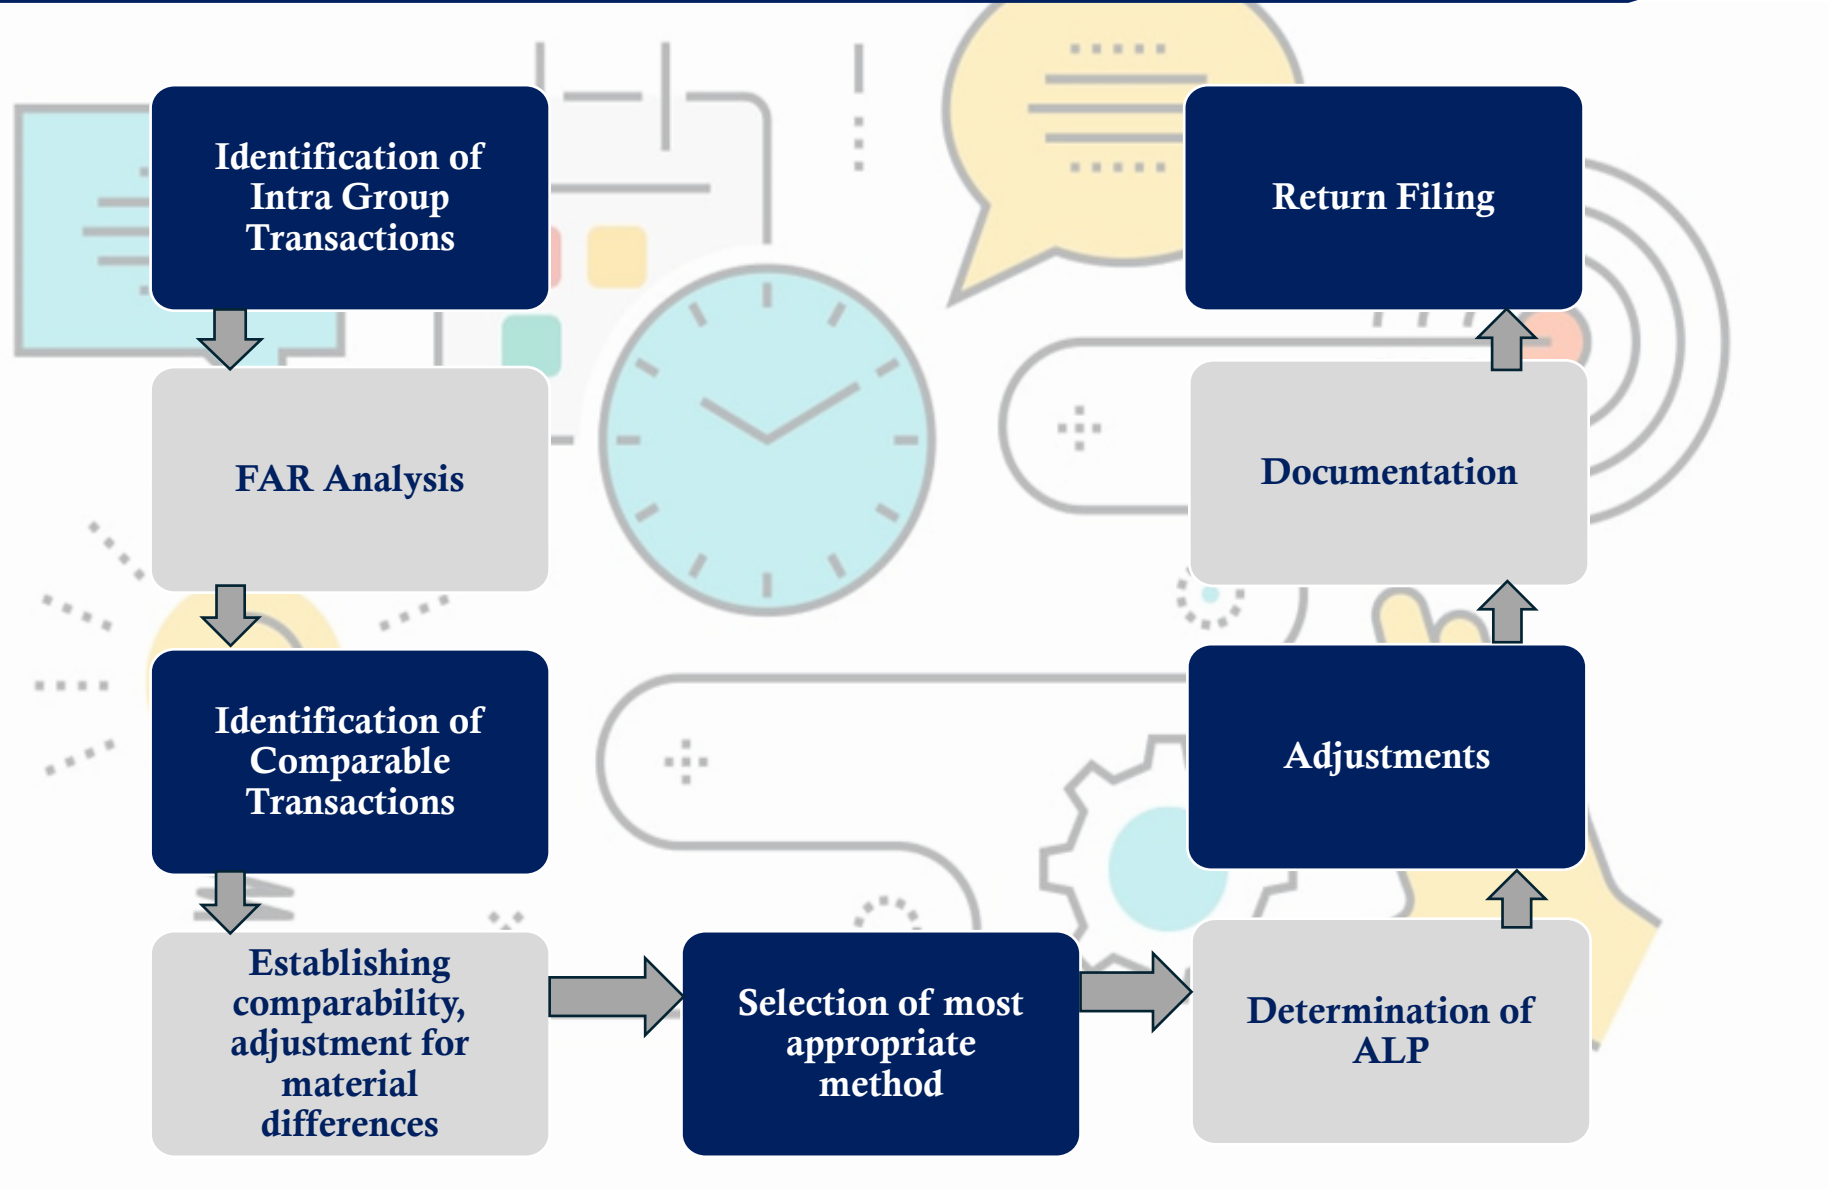 Identification of
Intra Group
Transactions
FAR Analysis
Identification of
Comparable
Transactions
Establishing
comparability,
adjustment for
material
differences
Selection of most
appropriate
method
Determination of
ALP
Adjustments
Documentation
Return Filing